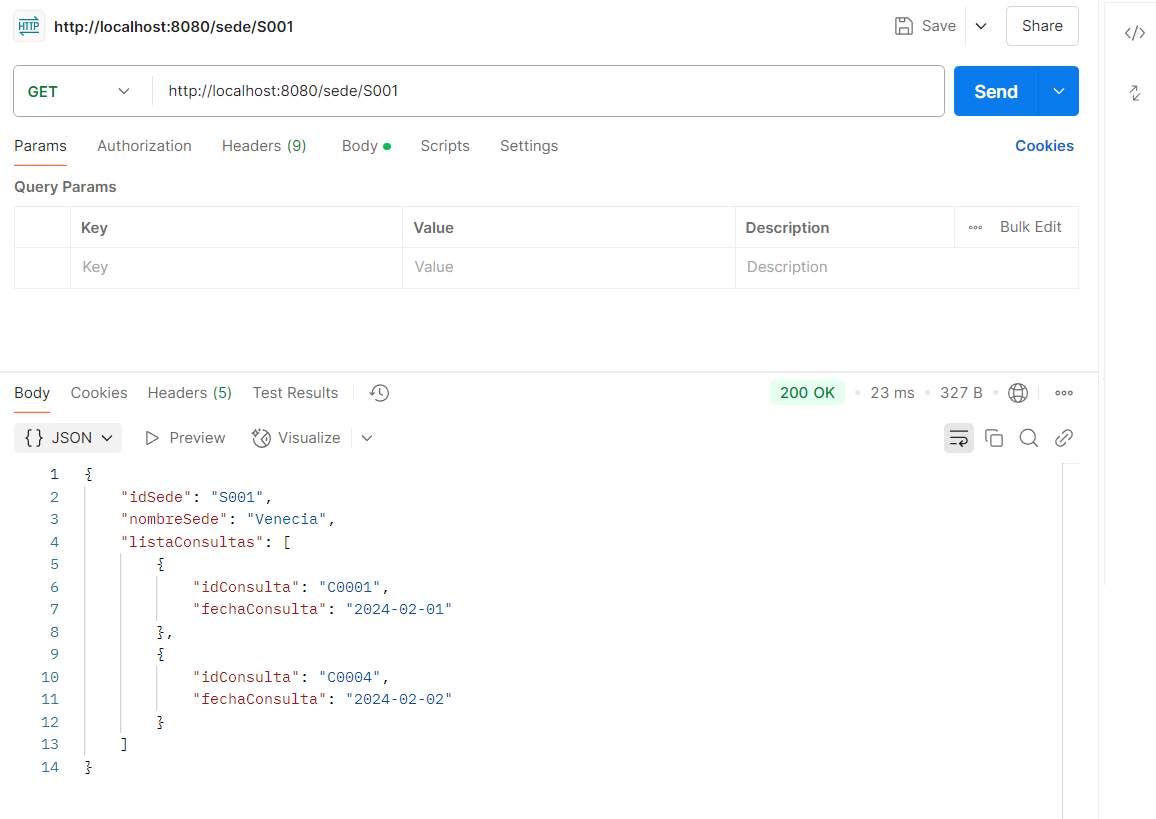 HTTP http://localhost:8080/sede/S001 Save Share
GET http://localhost:8080/sede/S001 Send
Params Authorization Headers (9) Body Scripts Settings Cookies
Query Params
Key Value Description Bulk Edit
Key Value Description
Body Cookies Headers (5) Test Results 200 OK 23 ms 327 B
{} JSON Preview Visualize
1 {
2 "idSede": "S001",
3 "nombreSede": "Venecia",
4 "listaConsultas": [
5 {
6 "idConsulta": "C0001",
7 "fechaConsulta": "2024-02-01"
8 },
9 {
10 "idConsulta": "C0004",
11 "fechaConsulta": "2024-02-02"
12 }
13 ]
14 }